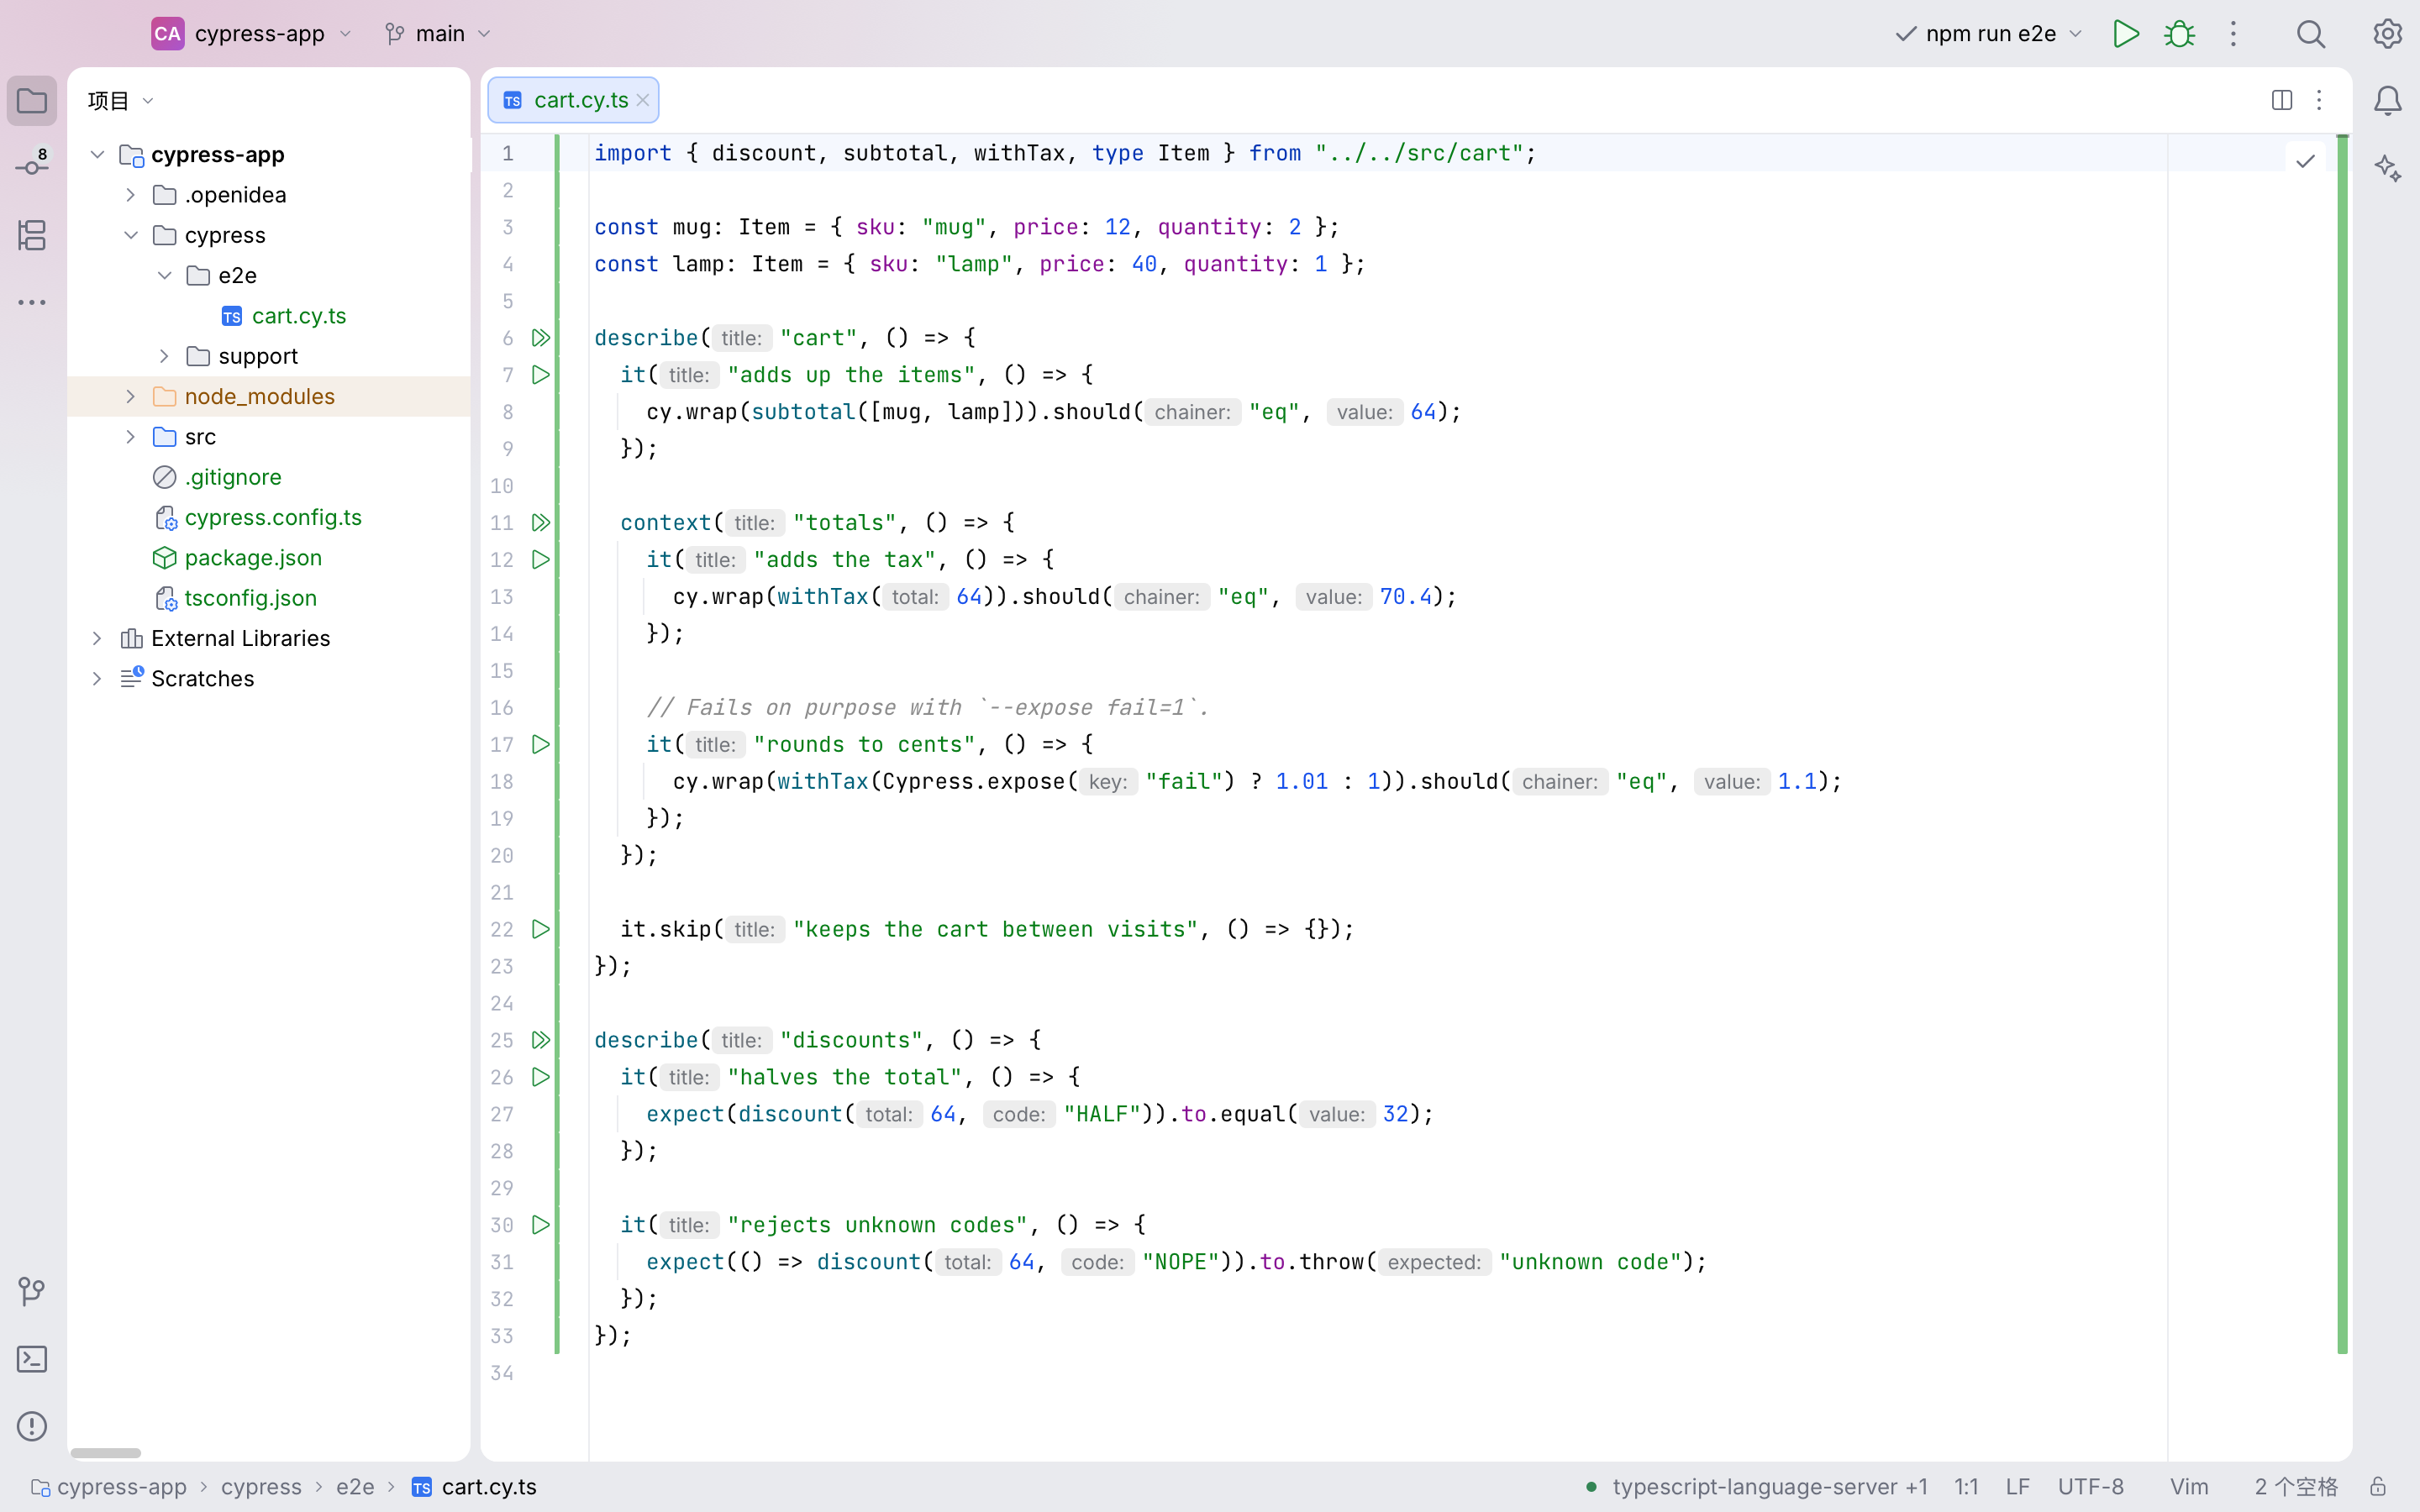 CA cypress-app main npm run e2e
项目
8
cypress-app
.openidea
cypress
e2e
TS cart.cy.ts
support
node_modules
src
.gitignore
cypress.config.ts
package.json
tsconfig.json
External Libraries
Scratches
TS cart.cy.ts
1 import { discount, subtotal, withTax, type Item } from "../../src/cart";
2
3 const mug: Item = { sku: "mug", price: 12, quantity: 2 };
4 const lamp: Item = { sku: "lamp", price: 40, quantity: 1 };
5
6 describe( title: "cart", () => {
7 it( title: "adds up the items", () => {
8 cy.wrap(subtotal([mug, lamp])).should( chainer: "eq", value: 64);
9 });
10
11 context( title: "totals", () => {
12 it( title: "adds the tax", () => {
13 cy.wrap(withTax( total: 64)).should( chainer: "eq", value: 70.4);
14 });
15
16 // Fails on purpose with `--expose fail=1`.
17 it( title: "rounds to cents", () => {
18 cy.wrap(withTax(Cypress.expose( key: "fail") ? 1.01 : 1)).should( chainer: "eq", value: 1.1);
19 });
20 });
21
22 it.skip( title: "keeps the cart between visits", () => {});
23 });
24
25 describe( title: "discounts", () => {
26 it( title: "halves the total", () => {
27 expect(discount( total: 64, code: "HALF")).to.equal( value: 32);
28 });
29
30 it( title: "rejects unknown codes", () => {
31 expect(() => discount( total: 64, code: "NOPE")).to.throw( expected: "unknown code");
32 });
33 });
34
cypress-app › cypress › e2e › TS cart.cy.ts typescript-language-server +1 1:1 LF UTF-8 Vim 2 个空格